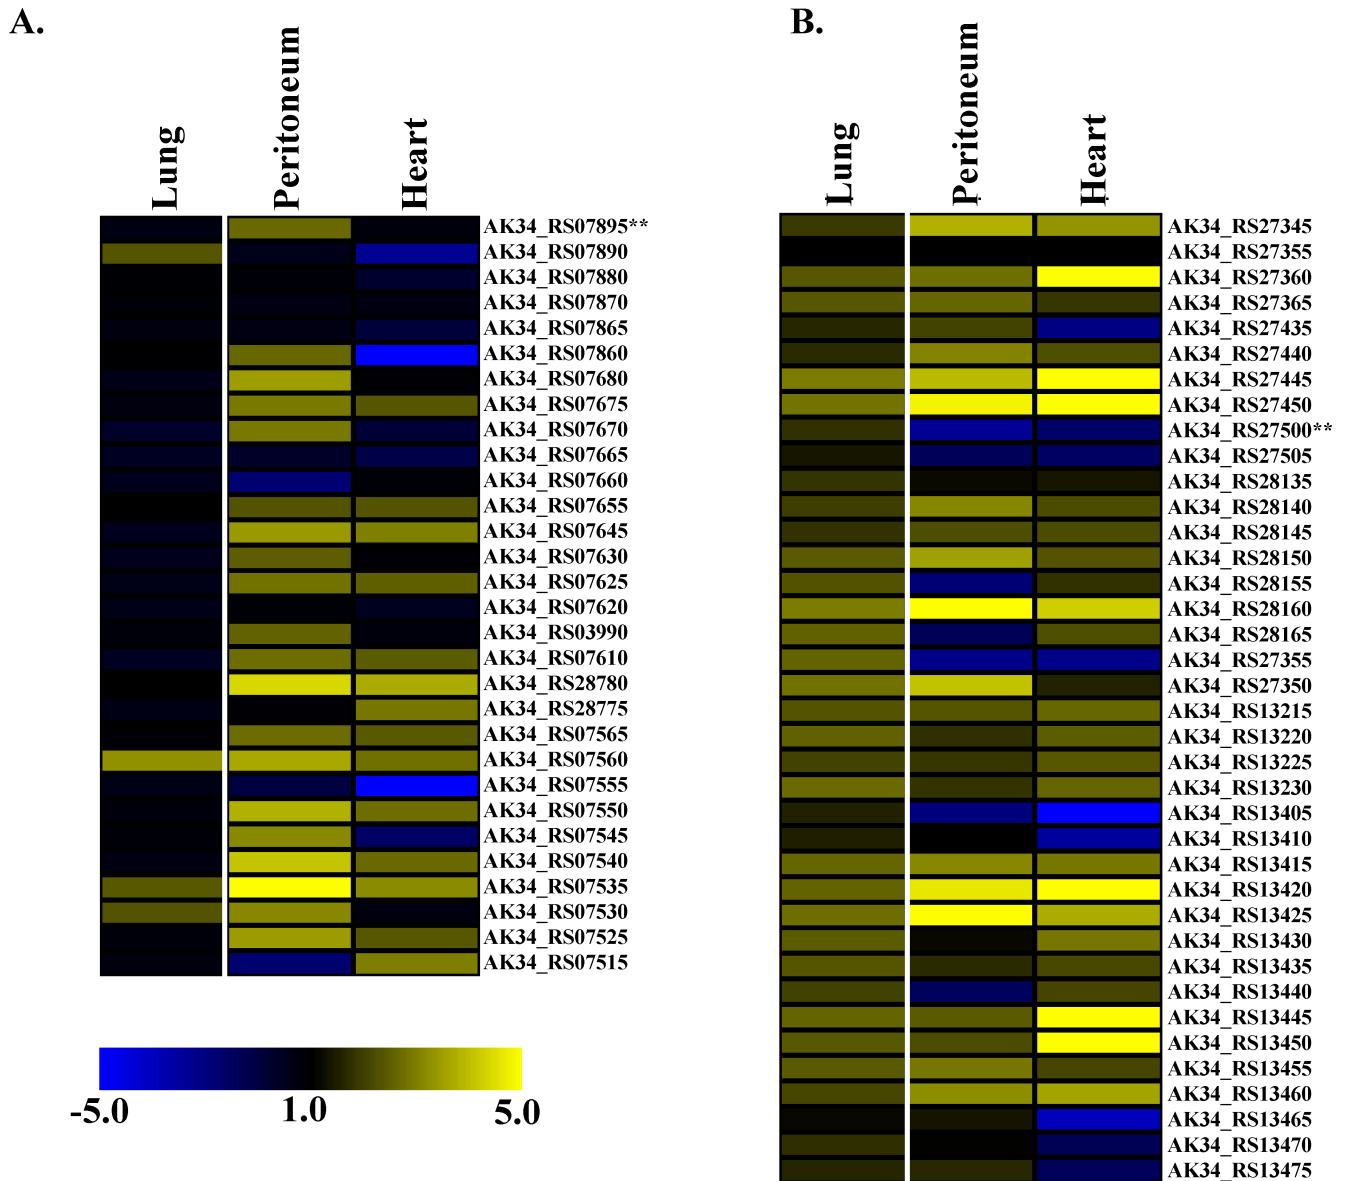 A.
Lung
Peritoneum
Heart
AK34_RS07895**
AK34_RS07890
AK34_RS07880
AK34_RS07870
AK34_RS07865
AK34_RS07860
AK34_RS07680
AK34_RS07675
AK34_RS07670
AK34_RS07665
AK34_RS07660
AK34_RS07655
AK34_RS07645
AK34_RS07630
AK34_RS07625
AK34_RS07620
AK34_RS03990
AK34_RS07610
AK34_RS28780
AK34_RS28775
AK34_RS07565
AK34_RS07560
AK34_RS07555
AK34_RS07550
AK34_RS07545
AK34_RS07540
AK34_RS07535
AK34_RS07530
AK34_RS07525
AK34_RS07515
-5.0
1.0
5.0
B.
Lung
Peritoneum
Heart
AK34_RS27345
AK34_RS27355
AK34_RS27360
AK34_RS27365
AK34_RS27435
AK34_RS27440
AK34_RS27445
AK34_RS27450
AK34_RS27500**
AK34_RS27505
AK34_RS28135
AK34_RS28140
AK34_RS28145
AK34_RS28150
AK34_RS28155
AK34_RS28160
AK34_RS28165
AK34_RS27355
AK34_RS27350
AK34_RS13215
AK34_RS13220
AK34_RS13225
AK34_RS13230
AK34_RS13405
AK34_RS13410
AK34_RS13415
AK34_RS13420
AK34_RS13425
AK34_RS13430
AK34_RS13435
AK34_RS13440
AK34_RS13445
AK34_RS13450
AK34_RS13455
AK34_RS13460
AK34_RS13465
AK34_RS13470
AK34_RS13475